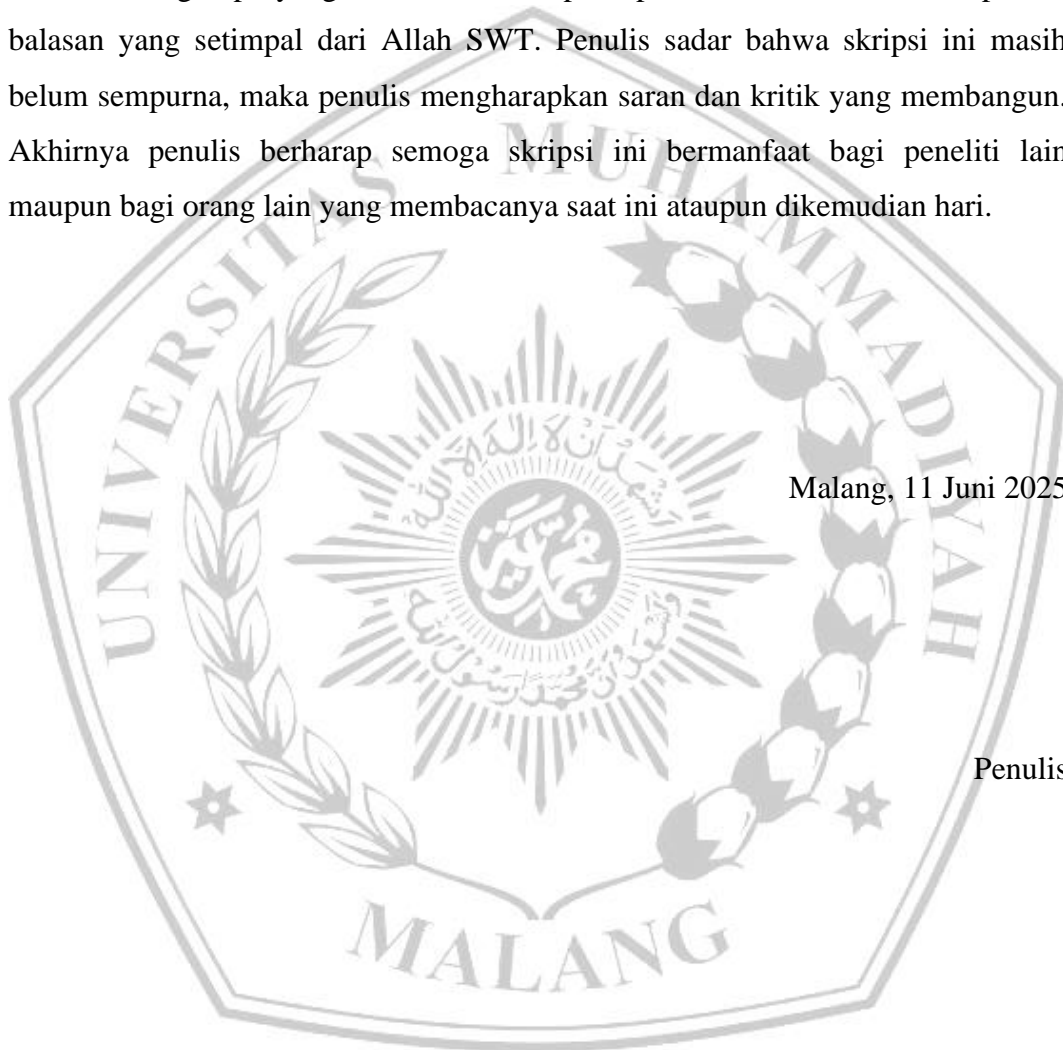 balasan yang setimpal dari Allah SWT. Penulis sadar bahwa skripsi ini masih
belum sempurna, maka penulis mengharapkan saran dan kritik yang membangun.
Akhirnya penulis berharap semoga skripsi ini bermanfaat bagi peneliti lain
maupun bagi orang lain yang membacanya saat ini ataupun dikemudian hari.
UNIVERSITAS MUHAMMADIYAH
Malang, 11 Juni 2025
Penulis
MALANG